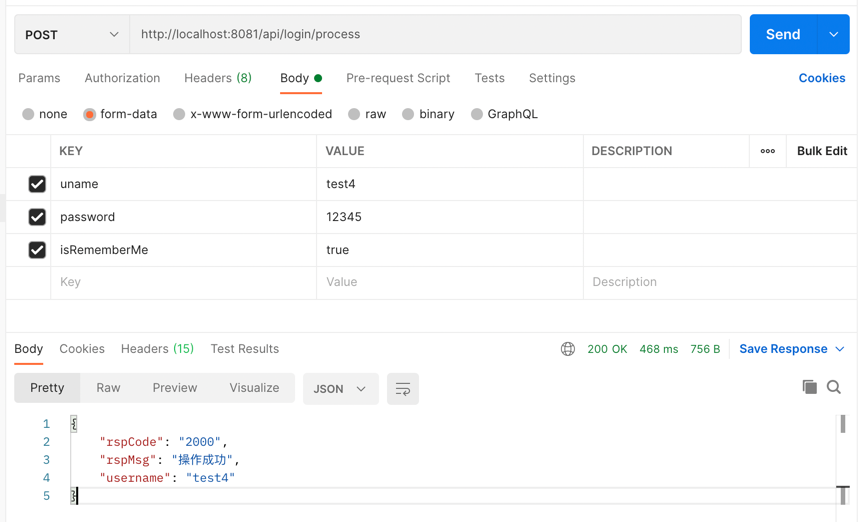 POST http://localhost:8081/api/login/process Send
Params Authorization Headers (8) Body Pre-request Script Tests Settings Cookies
none form-data x-www-form-urlencoded raw binary GraphQL
KEY VALUE DESCRIPTION ooo Bulk Edit
uname test4
password 12345
isRememberMe true
Key Value Description
Body Cookies Headers (15) Test Results 200 OK 468 ms 756 B Save Response
Pretty Raw Preview Visualize JSON
1 {
2 "rspCode": "2000",
3 "rspMsg": "操作成功",
4 "username": "test4"
5 }